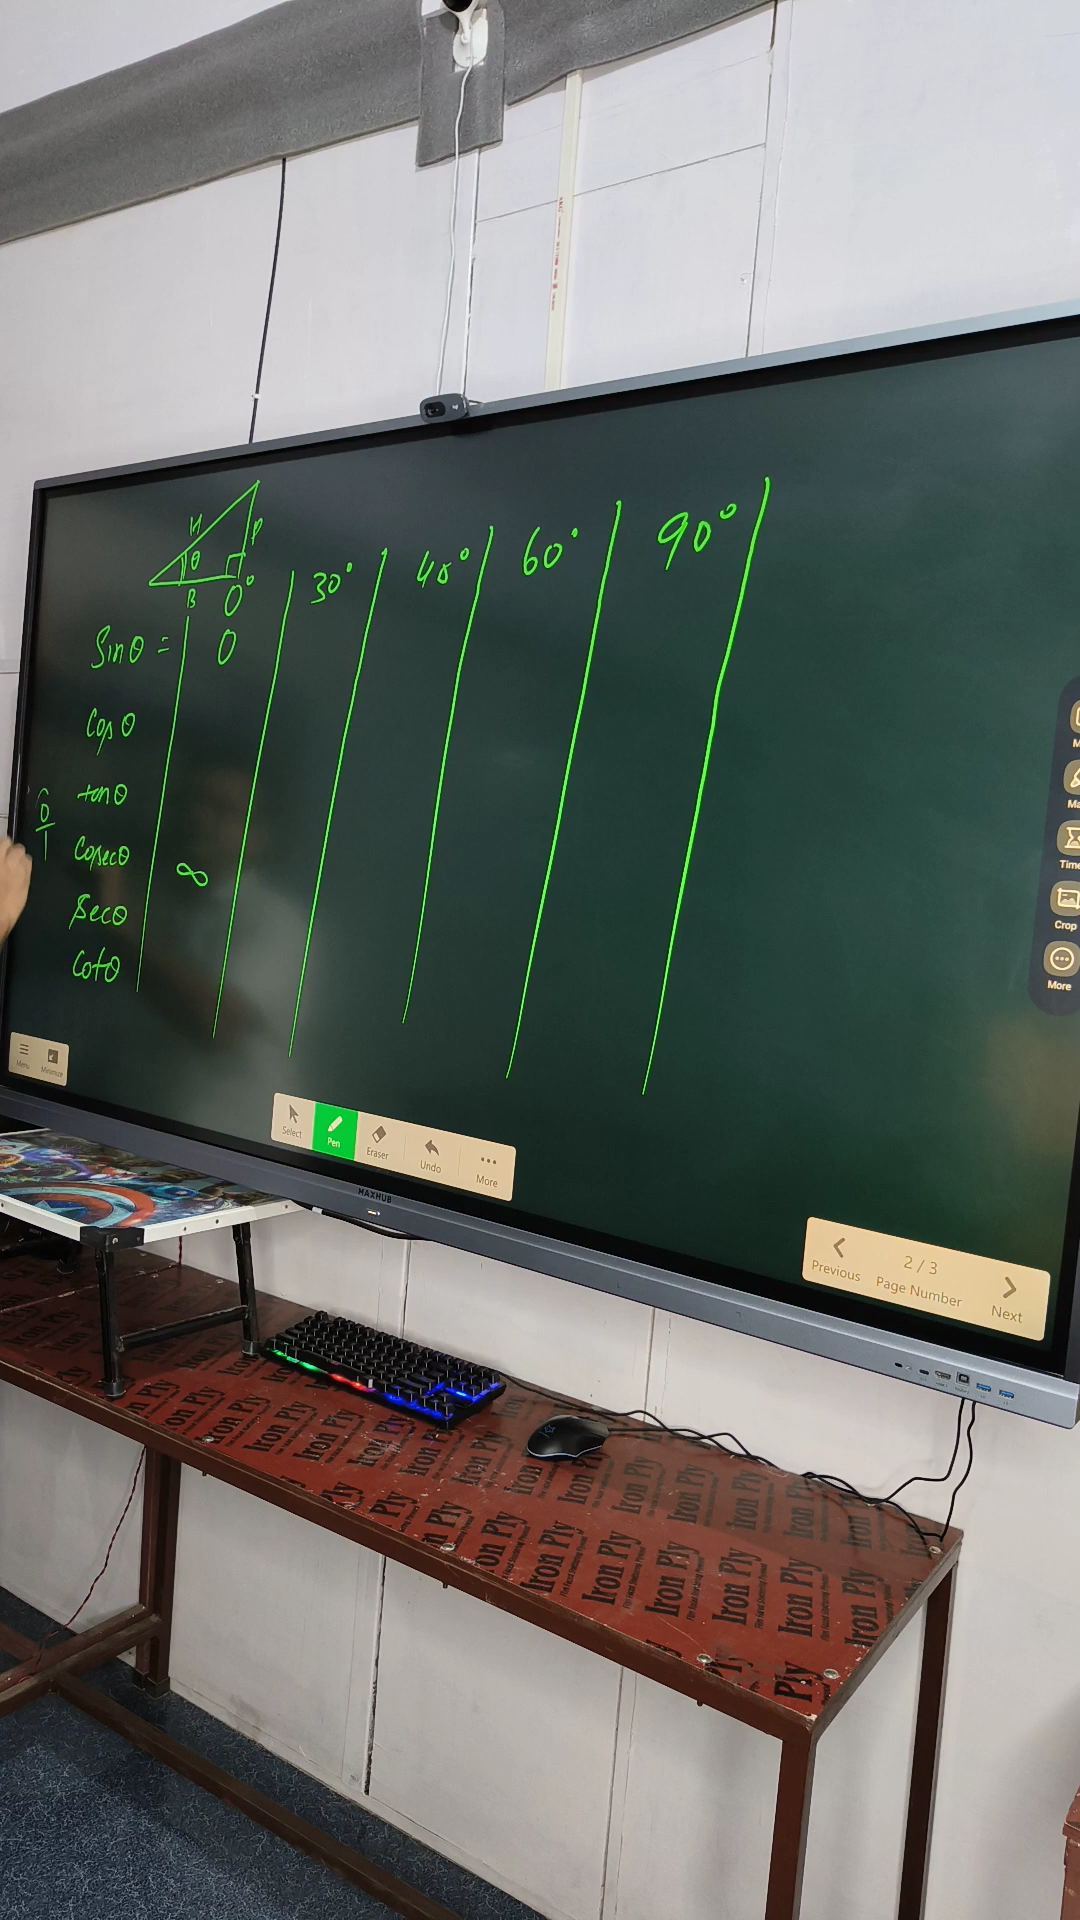 H
P
θ
B
0° 30° 45° 60° 90°
Sinθ = 0
Cosθ
tanθ
0
1
Cosecθ ∞
Secθ
Cotθ
Time
Crop
More
Menu Minimize
Select Pen Eraser Undo More
MAXHUB
Previous 2 / 3 Page Number Next
Iron Ply